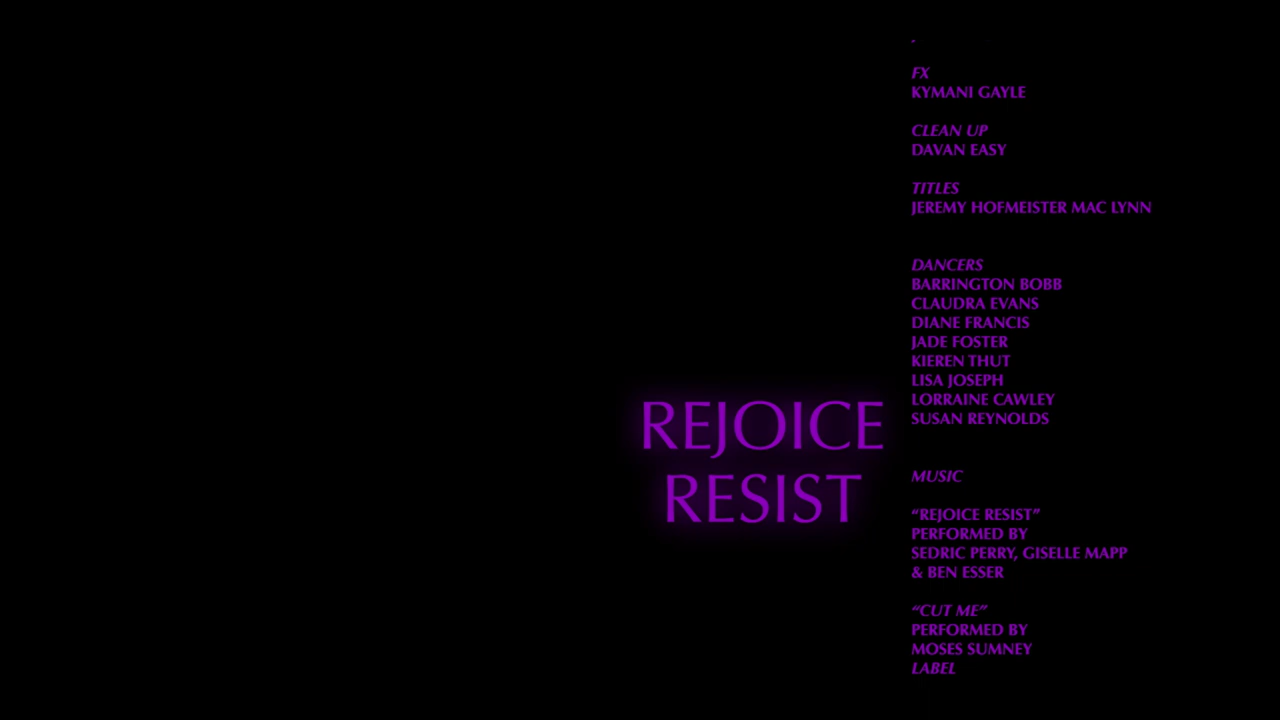 FX
KYMANI GAYLE
CLEAN UP
DAVAN EASY
TITLES
JEREMY HOFMEISTER MAC LYNN
DANCERS
BARRINGTON BOBB
CLAUDRA EVANS
DIANE FRANCIS
JADE FOSTER
KIEREN THUT
LISA JOSEPH
LORRAINE CAWLEY
SUSAN REYNOLDS
REJOICE
RESIST
MUSIC
“REJOICE RESIST”
PERFORMED BY
SEDRIC PERRY, GISELLE MAPP
& BEN ESSER
“CUT ME”
PERFORMED BY
MOSES SUMNEY
LABEL